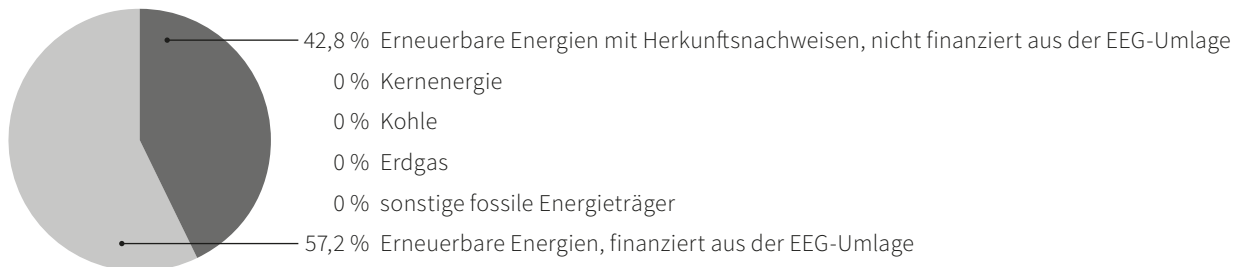 42,8 % Erneuerbare Energien mit Herkunftsnachweisen, nicht finanziert aus der EEG-Umlage
0 % Kernenergie
0 % Kohle
0 % Erdgas
0 % sonstige fossile Energieträger
57,2 % Erneuerbare Energien, finanziert aus der EEG-Umlage